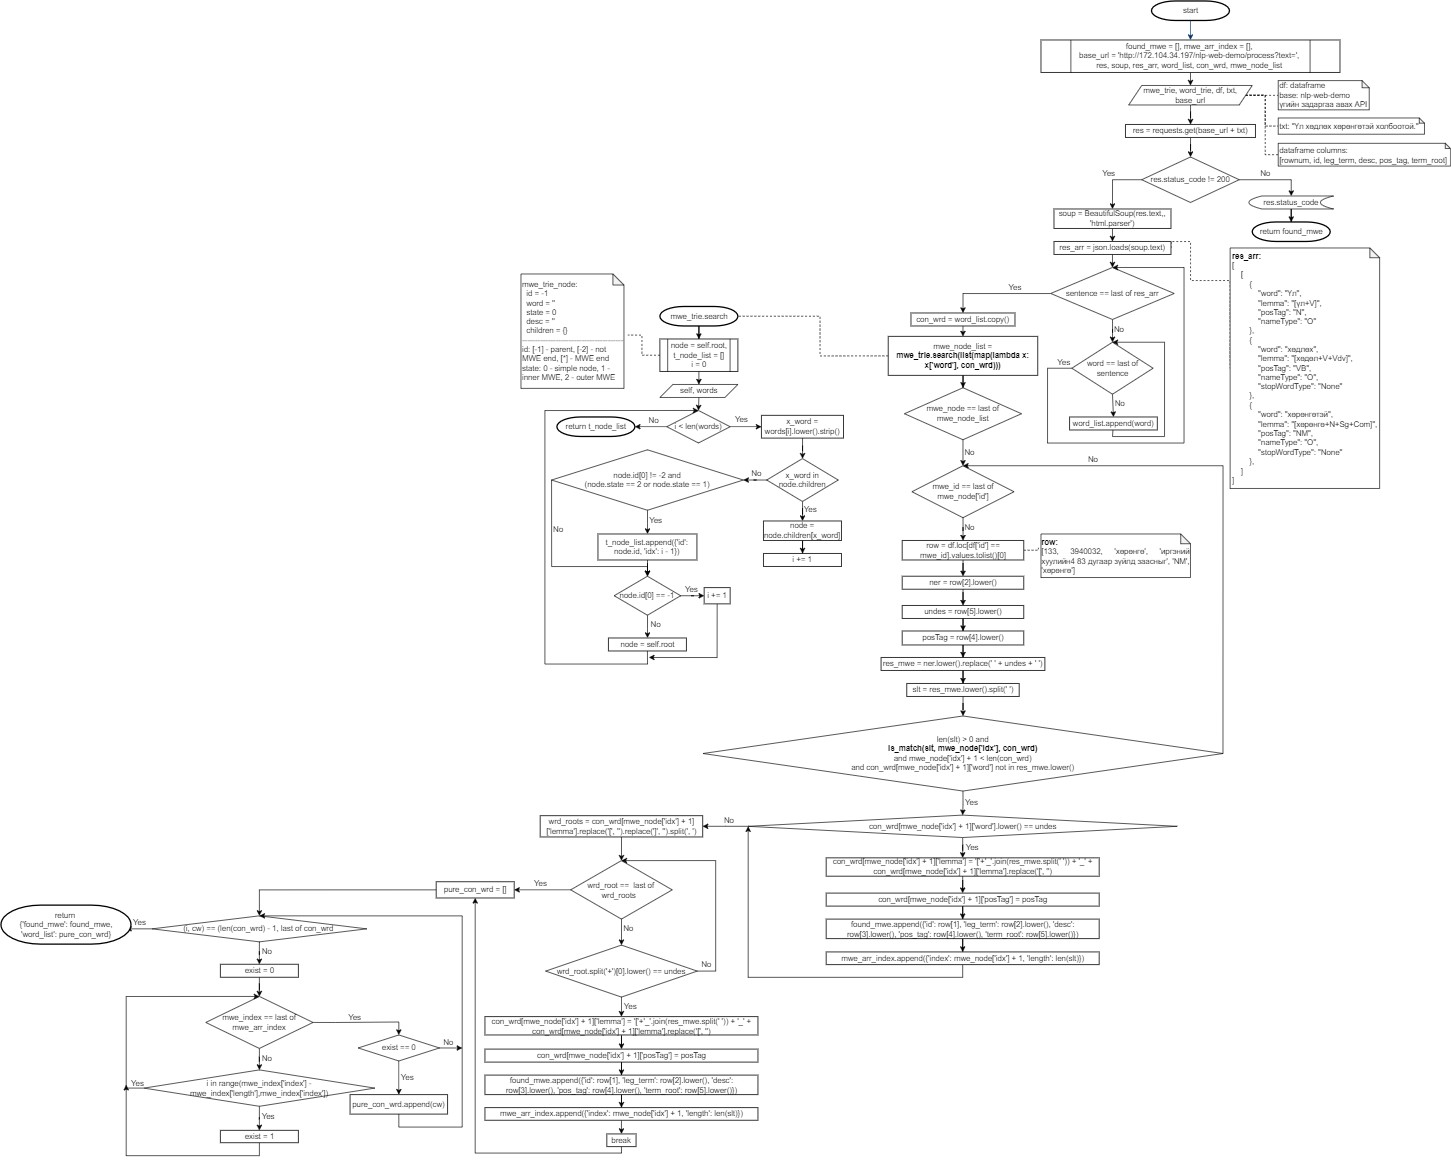 start
found_mwe = [], mwe_arr_index = [],
base_url = 'http://172.104.34.197/nlp-web-demo/process?text=',
res, soup, res_arr, word_list, con_wrd, mwe_node_list
mwe_trie, word_trie, df, txt,
base_url
df: dataframe
base: nlp-web-demo
үгийн задаргаа авах API
txt: "Үл хөдлөх хөрөнгөтэй холбоотой."
dataframe columns:
[rownum, id, leg_term, desc, pos_tag, term_root]
res = requests.get(base_url + txt)
res.status_code != 200
Yes
No
res.status_code
return found_mwe
soup = BeautifulSoup(res.text,,
'html.parser')
res_arr = json.loads(soup.text)
res_arr:
[
[
{
"word": "Үл",
"lemma": "[үл+V]",
"posTag": "N",
"nameType": "O"
},
{
"word": "хөдлөх",
"lemma": "[хөдөл+V+Vdv]",
"posTag": "VB",
"nameType": "O",
"stopWordType": "None"
},
{
"word": "хөрөнгөтэй",
"lemma": "[хөрөнгө+N+Sg+Com]",
"posTag": "NM",
"nameType": "O",
"stopWordType": "None"
},
]
]
sentence == last of res_arr
Yes
No
word == last of
sentence
Yes
No
word_list.append(word)
con_wrd = word_list.copy()
mwe_node_list =
mwe_trie.search(list(map(lambda x:
x['word'], con_wrd)))
mwe_trie_node:
id = -1
word = ''
state = 0
desc = ''
children = {}
id: [-1] - parent, [-2] - not
MWE end, [*] - MWE end
state: 0 - simple node, 1 -
inner MWE, 2 - outer MWE
mwe_trie.search
node = self.root,
t_node_list = []
i = 0
self, words
i < len(words)
No
Yes
return t_node_list
x_word =
words[i].lower().strip()
x_word in
node.children
No
Yes
node =
node.children[x_word]
i += 1
node.id[0] != -2 and
(node.state == 2 or node.state == 1)
Yes
No
t_node_list.append({'id':
node.id, 'idx': i - 1})
node.id[0] == -1
Yes
i += 1
No
node = self.root
mwe_node == last of
mwe_node_list
No
No
mwe_id == last of
mwe_node['id']
No
row = df.loc[df['id'] ==
mwe_id].values.tolist()[0]
row:
[133, 3940032, 'хөрөнгө', 'иргэний
хуулийн4 83 дугаар зүйлд заасныг', 'NM',
'хөрөнгө']
ner = row[2].lower()
undes = row[5].lower()
posTag = row[4].lower()
res_mwe = ner.lower().replace(' ' + undes + ' ')
slt = res_mwe.lower().split(' ')
len(slt) > 0 and
is_match(slt, mwe_node['idx'], con_wrd)
and mwe_node['idx'] + 1 < len(con_wrd)
and con_wrd[mwe_node['idx'] + 1]['word'] not in res_mwe.lower()
Yes
con_wrd[mwe_node['idx'] + 1]['word'].lower() == undes
No
Yes
con_wrd[mwe_node['idx'] + 1]['lemma'] = '['+'_'.join(res_mwe.split(' ')) + '_' +
con_wrd[mwe_node['idx'] + 1]['lemma'].replace('[', '')
con_wrd[mwe_node['idx'] + 1]['posTag'] = posTag
found_mwe.append({'id': row[1], 'leg_term': row[2].lower(), 'desc':
row[3].lower(), 'pos_tag': row[4].lower(), 'term_root': row[5].lower()})
mwe_arr_index.append({'index': mwe_node['idx'] + 1, 'length': len(slt)})
wrd_roots = con_wrd[mwe_node['idx'] + 1]
['lemma'].replace('[', '').replace(']', '').split(', ')
wrd_root == last of
wrd_roots
Yes
No
wrd_root.split('+')[0].lower() == undes
No
Yes
con_wrd[mwe_node['idx'] + 1]['lemma'] = '['+'_'.join(res_mwe.split(' ')) + '_' +
con_wrd[mwe_node['idx'] + 1]['lemma'].replace('[', '')
con_wrd[mwe_node['idx'] + 1]['posTag'] = posTag
found_mwe.append({'id': row[1], 'leg_term': row[2].lower(), 'desc':
row[3].lower(), 'pos_tag': row[4].lower(), 'term_root': row[5].lower()})
mwe_arr_index.append({'index': mwe_node['idx'] + 1, 'length': len(slt)})
break
pure_con_wrd = []
(i, cw) == (len(con_wrd) - 1, last of con_wrd
Yes
return
{'found_mwe': found_mwe,
'word_list': pure_con_wrd}
No
exist = 0
mwe_index == last of
mwe_arr_index
Yes
No
exist == 0
No
Yes
pure_con_wrd.append(cw)
i in range(mwe_index['index'] -
mwe_index['length'],mwe_index['index'])
Yes
Yes
exist = 1